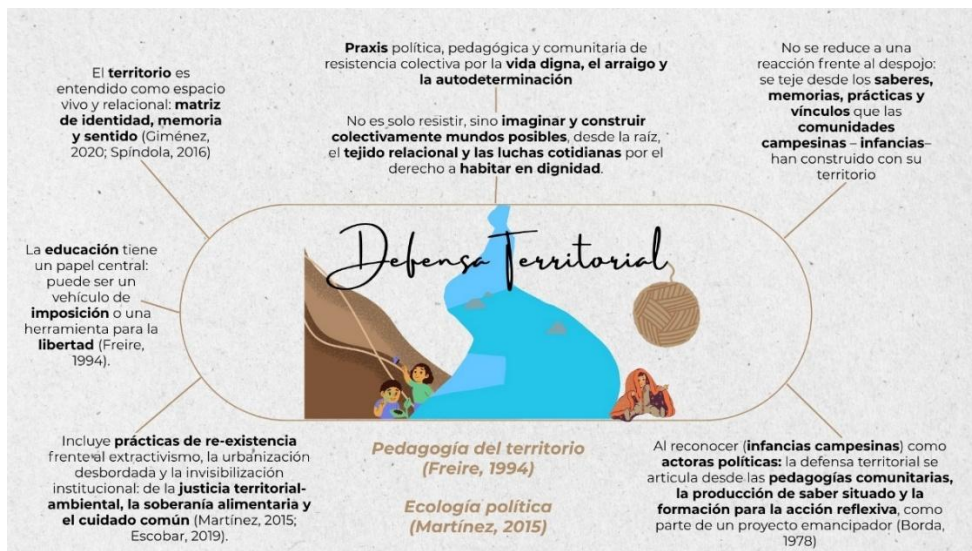 El territorio es
entendido como espacio
vivo y relacional: matriz
de identidad, memoria
y sentido (Giménez,
2020; Spíndola, 2016)
Praxis política, pedagógica y comunitaria de
resistencia colectiva por la vida digna, el arraigo y
la autodeterminación
No es solo resistir, sino imaginar y construir
colectivamente mundos posibles, desde la raíz,
el tejido relacional y las luchas cotidianas por el
derecho a habitar en dignidad.
No se reduce a una
reacción frente al despojo:
se teje desde los saberes,
memorias, prácticas y
vínculos que las
comunidades
campesinas – infancias–
han construido con su
territorio
Defensa Territorial
La educación tiene
un papel central:
puede ser un
vehículo de
imposición o una
herramienta para la
libertad (Freire,
1994).
Incluye prácticas de re-existencia
frente al extractivismo, la urbanización
desbordada y la invisibilización
institucional: de la justicia territorial-
ambiental, la soberanía alimentaria y
el cuidado común (Martínez, 2015;
Escobar, 2019).
Pedagogía del territorio
(Freire, 1994)
Ecología política
(Martínez, 2015)
Al reconocer (infancias campesinas) como
actoras políticas: la defensa territorial se
articula desde las pedagogías comunitarias,
la producción de saber situado y la
formación para la acción reflexiva, como
parte de un proyecto emancipador (Borda,
1978)